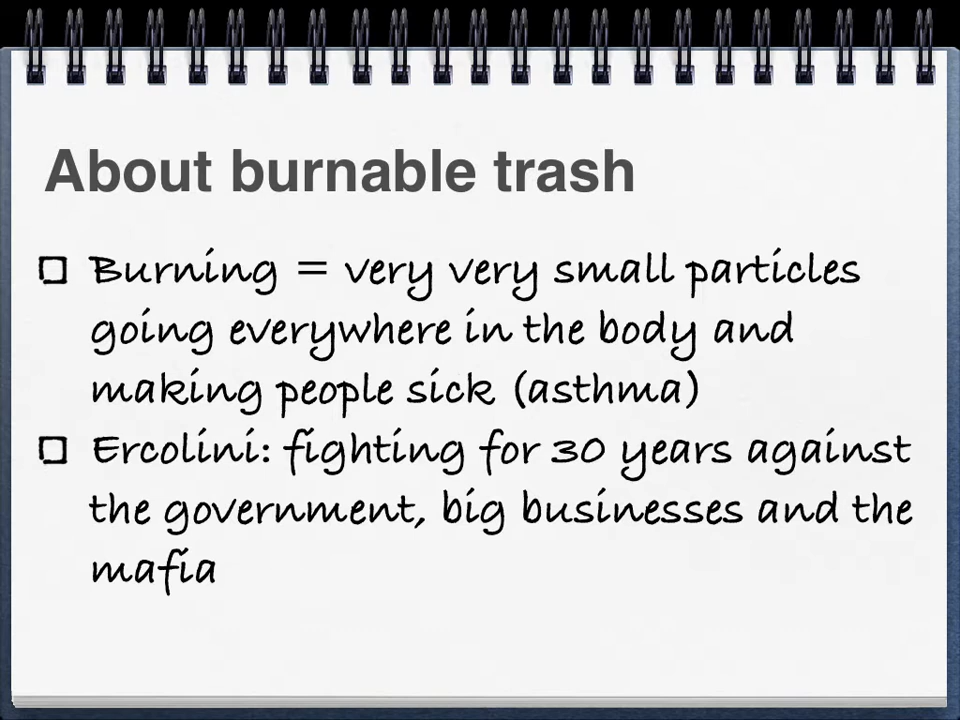 About burnable trash
Burning = very very small particles
going everywhere in the body and
making people sick (asthma)
Ercolini: fighting for 30 years against
the government, big businesses and the
mafia